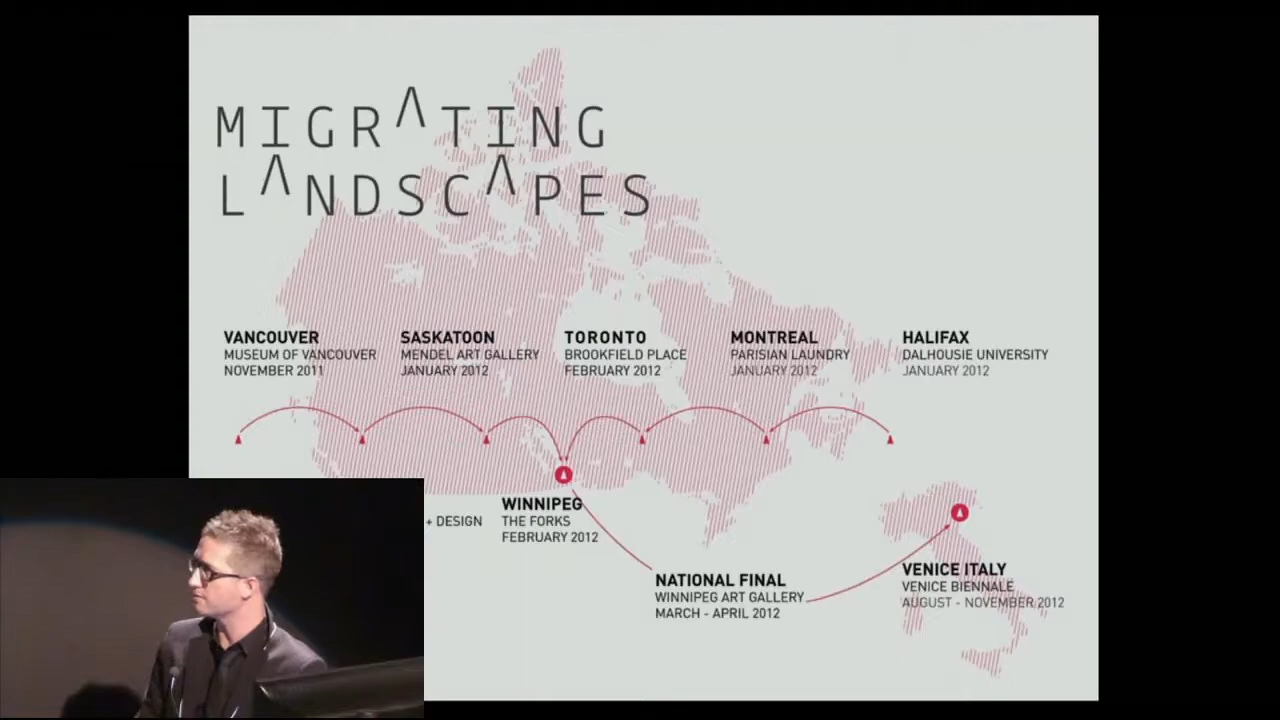 MIGRATING
LANDSCAPES
VANCOUVER
MUSEUM OF VANCOUVER
NOVEMBER 2011
SASKATOON
MENDEL ART GALLERY
JANUARY 2012
TORONTO
BROOKFIELD PLACE
FEBRUARY 2012
MONTREAL
PARISIAN LAUNDRY
JANUARY 2012
HALIFAX
DALHOUSIE UNIVERSITY
JANUARY 2012
+ DESIGN
WINNIPEG
THE FORKS
FEBRUARY 2012
NATIONAL FINAL
WINNIPEG ART GALLERY
MARCH - APRIL 2012
VENICE ITALY
VENICE BIENNALE
AUGUST - NOVEMBER 2012